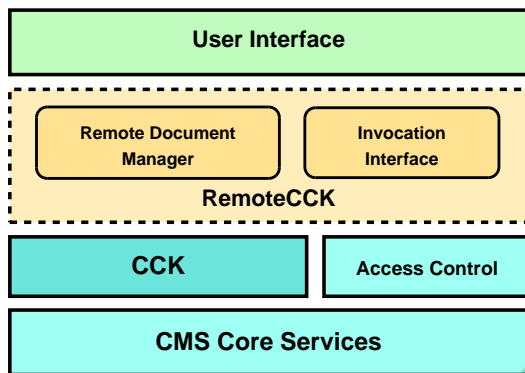 User Interface
Remote Document
Manager
Invocation
Interface
RemoteCCK
CCK
Access Control
CMS Core Services